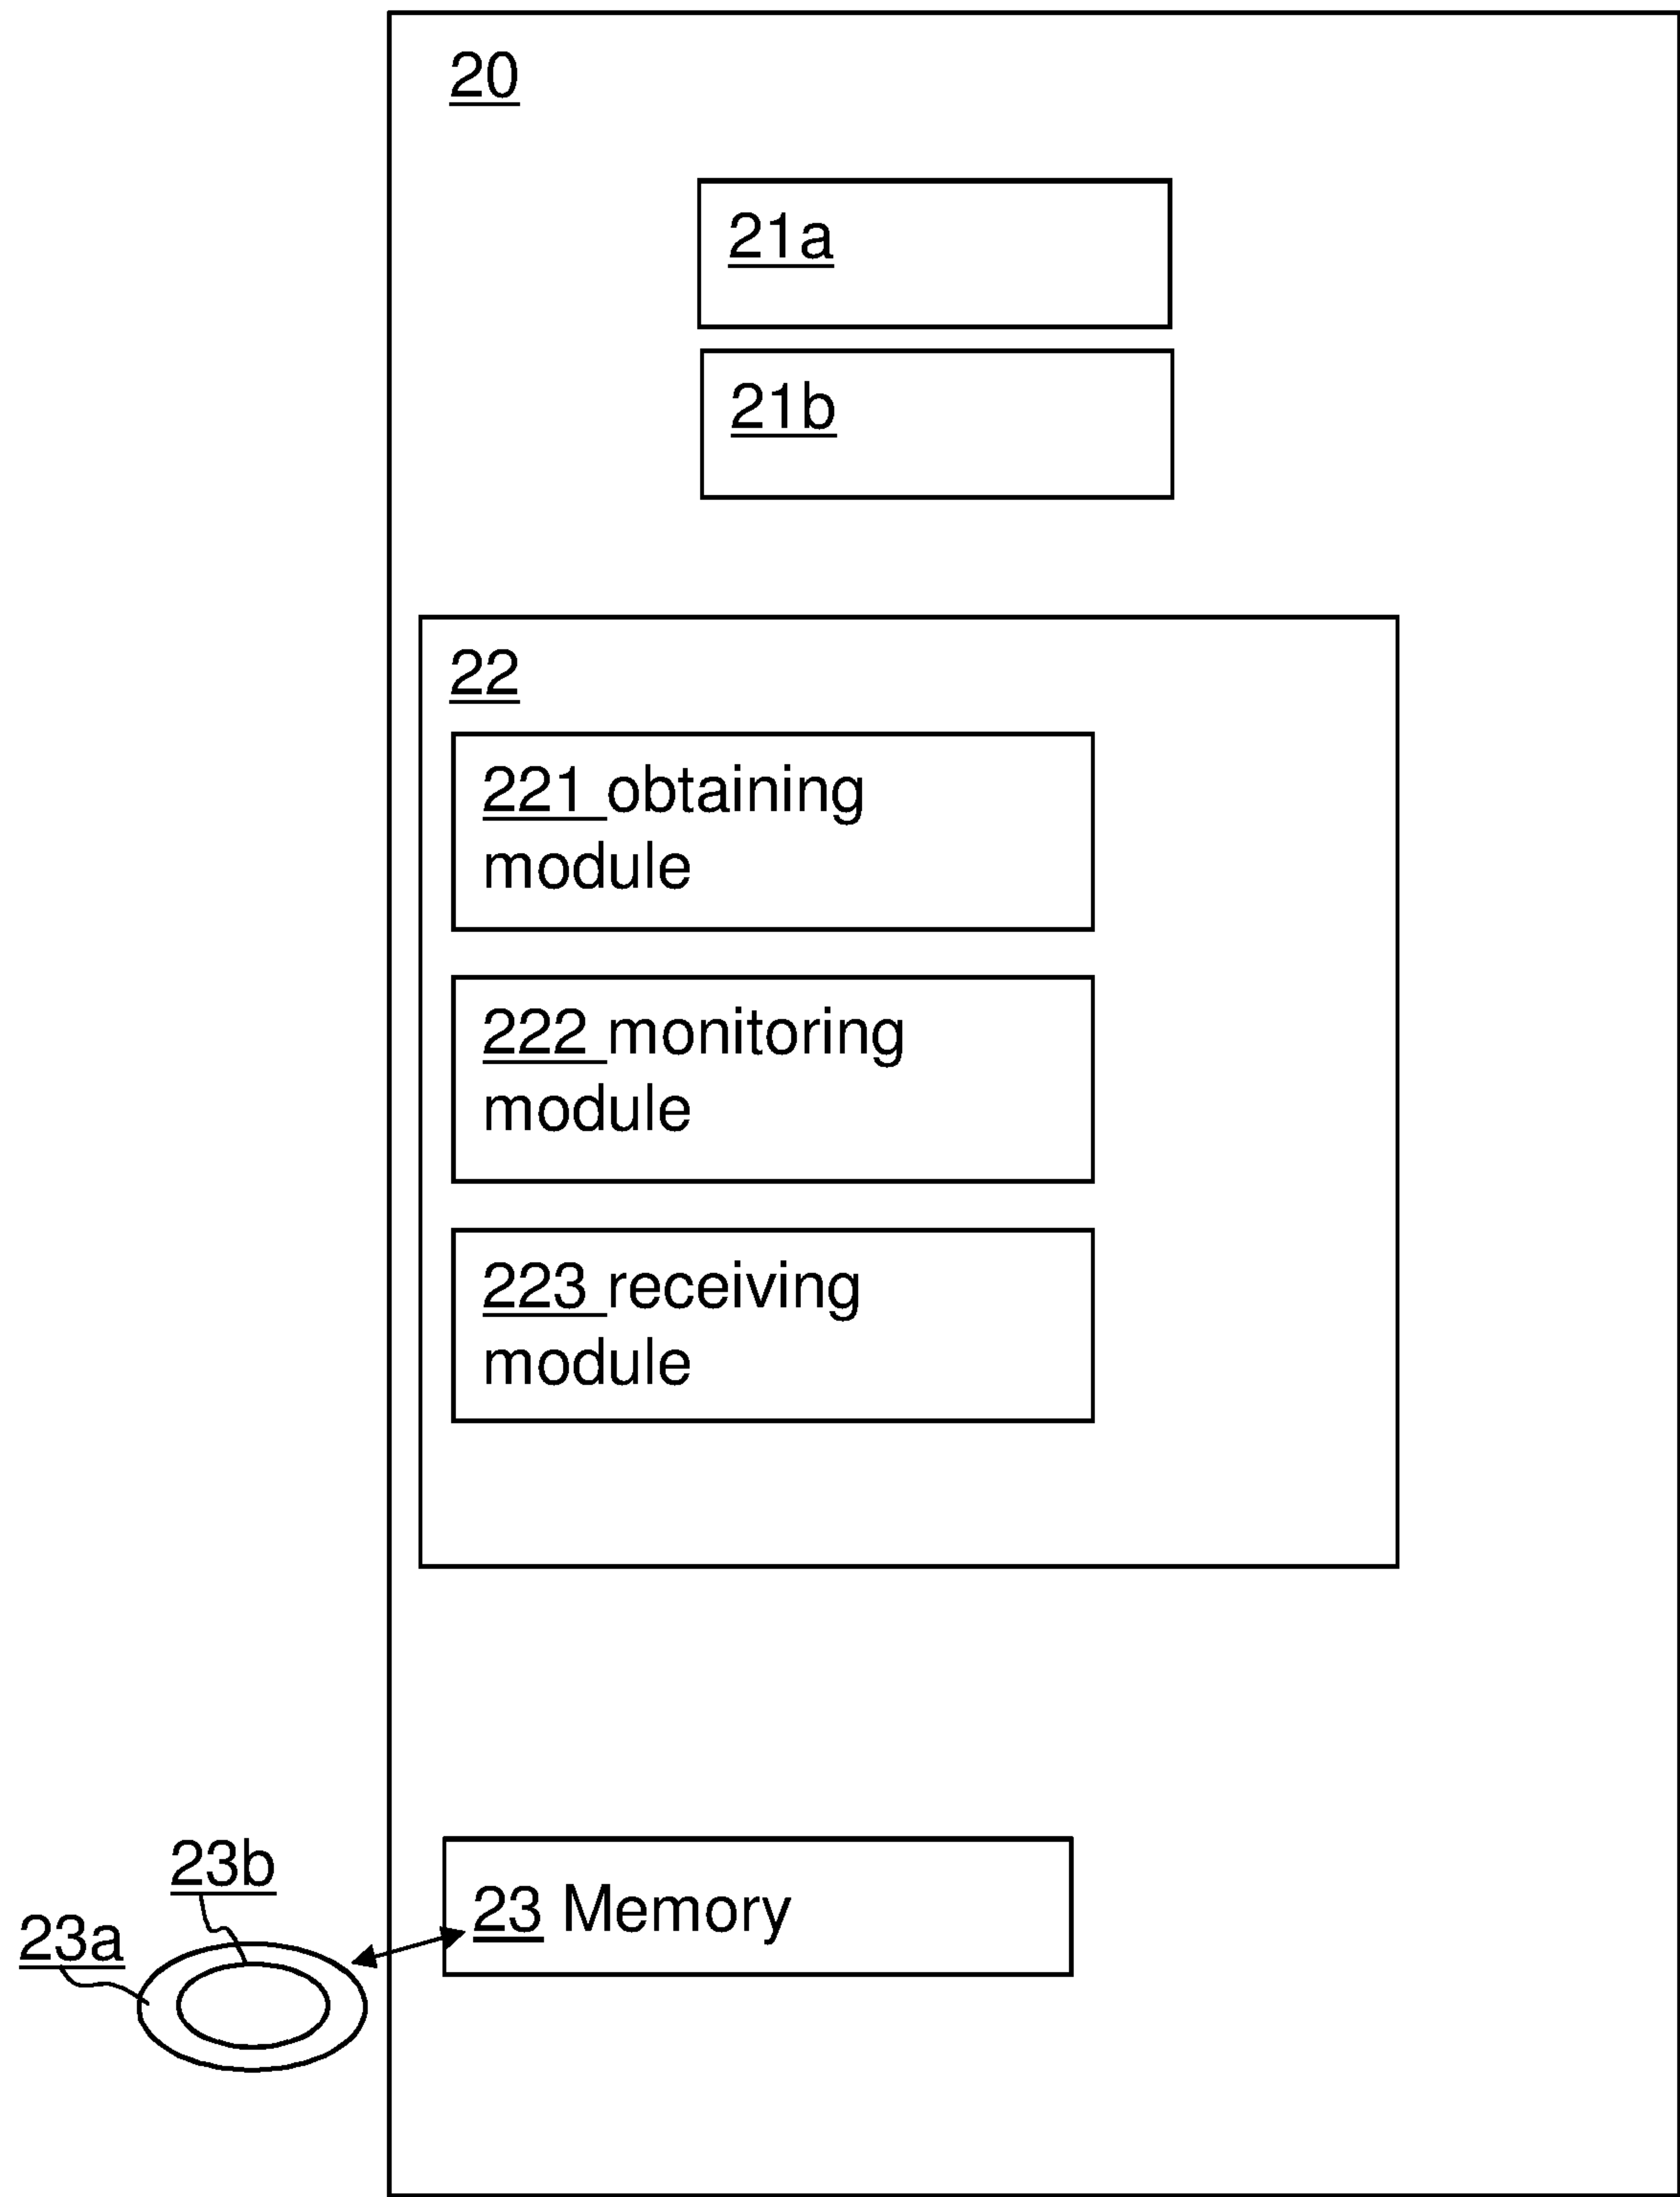 20
21a
21b
22
221 obtaining
module
222 monitoring
module
223 receiving
module
23b
23 Memory
23a